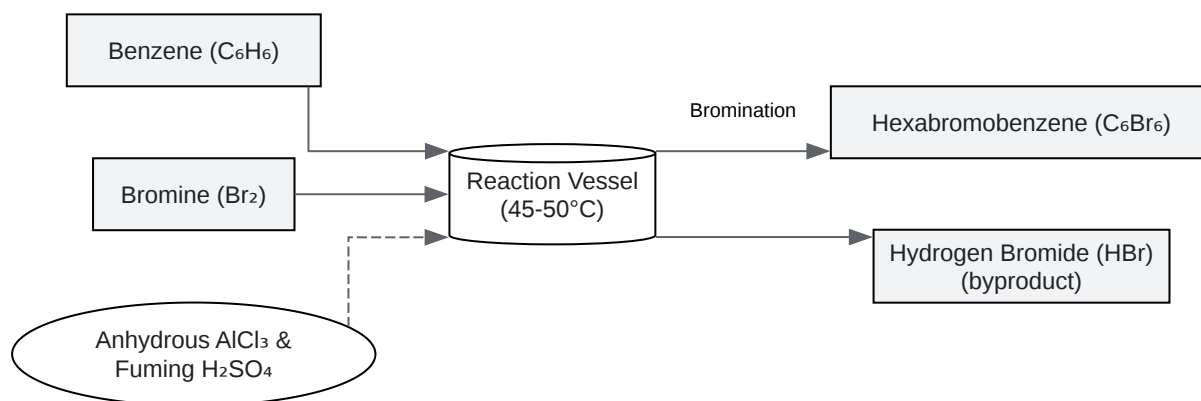 Benzene (C₆H₆)
Bromination
Hexabromobenzene (C₆Br₆)
Bromine (Br₂)
Reaction Vessel
(45-50°C)
Hydrogen Bromide (HBr)
(byproduct)
Anhydrous AlCl₃ &
Fuming H₂SO₄